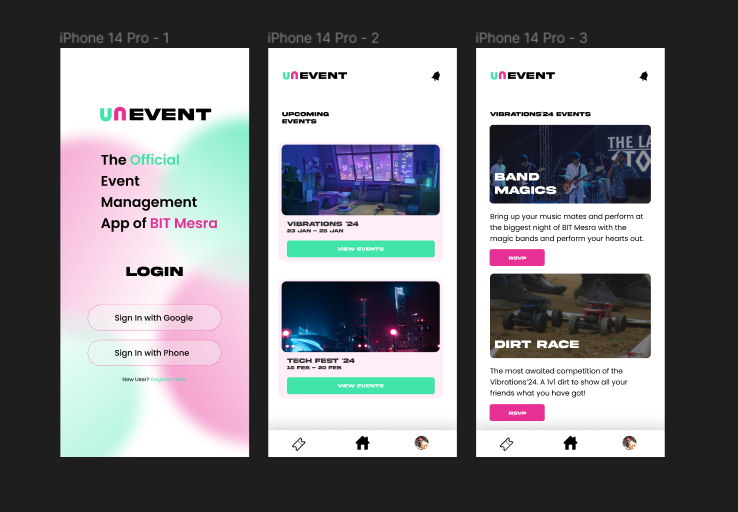 iPhone 14 Pro - 1
UNEVENT
The Official
Event
Management
App of BIT Mesra
LOGIN
Sign In with Google
Sign In with Phone
New User? Register Here
iPhone 14 Pro - 2
UNEVENT
UPCOMING
EVENTS
VIBRATIONS '24
23 JAN - 25 JAN
VIEW EVENTS
TECH FEST '24
15 FEB - 20 FEB
VIEW EVENTS
iPhone 14 Pro - 3
UNEVENT
VIBRATIONS'24 EVENTS
THE LA
STO
BAND
MAGICS
Bring up your music mates and perform at
the biggest night of BIT Mesra with the
magic bands and perform your hearts out.
RSVP
DIRT RACE
The most awaited competition of the
Vibrations'24. A 1v1 dirt to show all your
friends what you have got!
RSVP